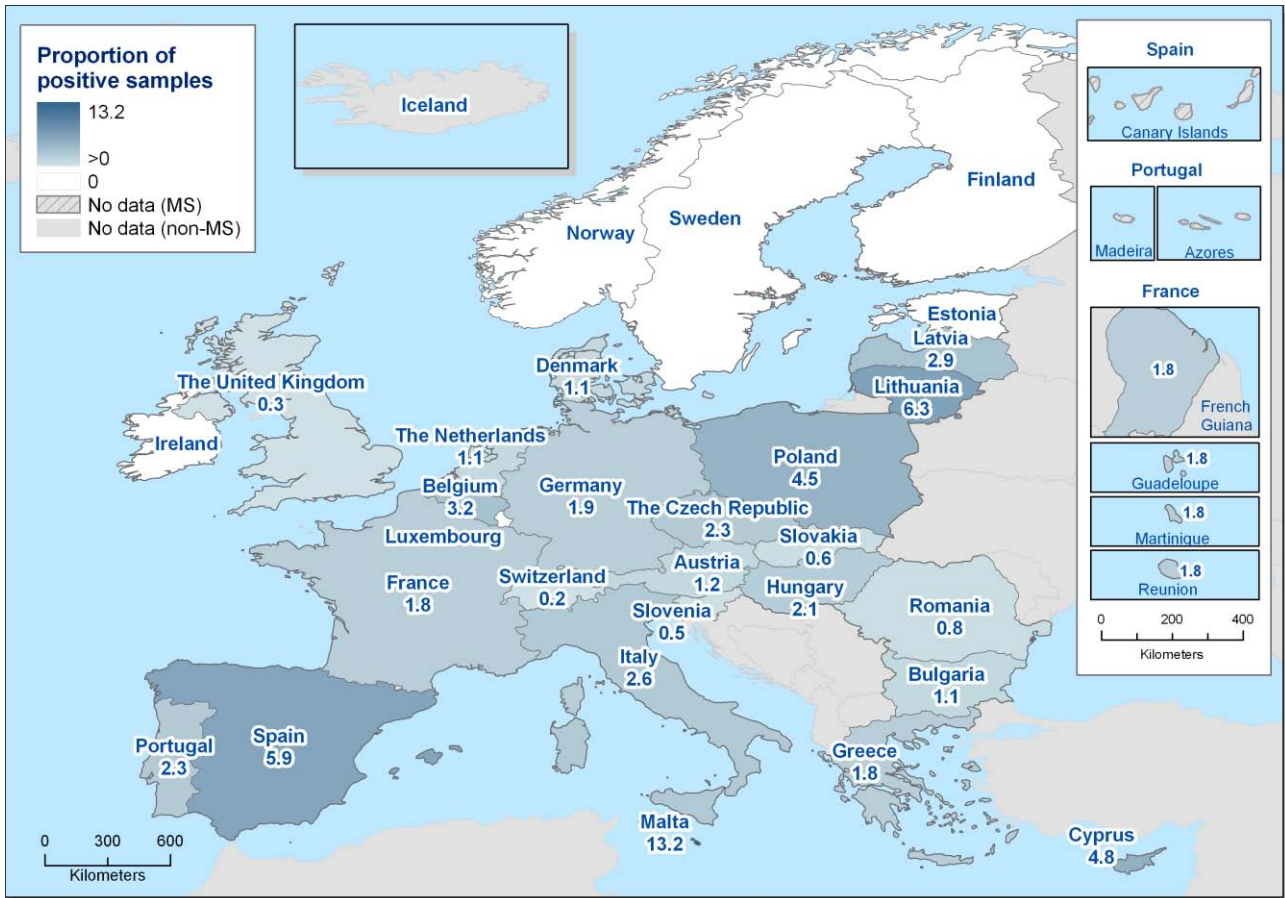 Proportion of
positive samples
13.2
>0
0
No data (MS)
No data (non-MS)
Iceland
Spain
Canary Islands
Portugal
Madeira
Azores
France
1.8
French
Guiana
1.8
Guadeloupe
1.8
Martinique
1.8
Reunion
0 200 400
Kilometers
Finland
Sweden
Norway
Estonia
Latvia
2.9
Lithuania
6.3
Denmark
1.1
The United Kingdom
0.3
Ireland
The Netherlands
1.1
Belgium
3.2
Luxembourg
Germany
1.9
Poland
4.5
The Czech Republic
2.3
Slovakia
0.6
Austria
1.2
Hungary
2.1
Switzerland
0.2
France
1.8
Slovenia
0.5
Romania
0.8
Italy
2.6
Bulgaria
1.1
Portugal
2.3
Spain
5.9
Greece
1.8
Malta
13.2
Cyprus
4.8
0 300 600
Kilometers